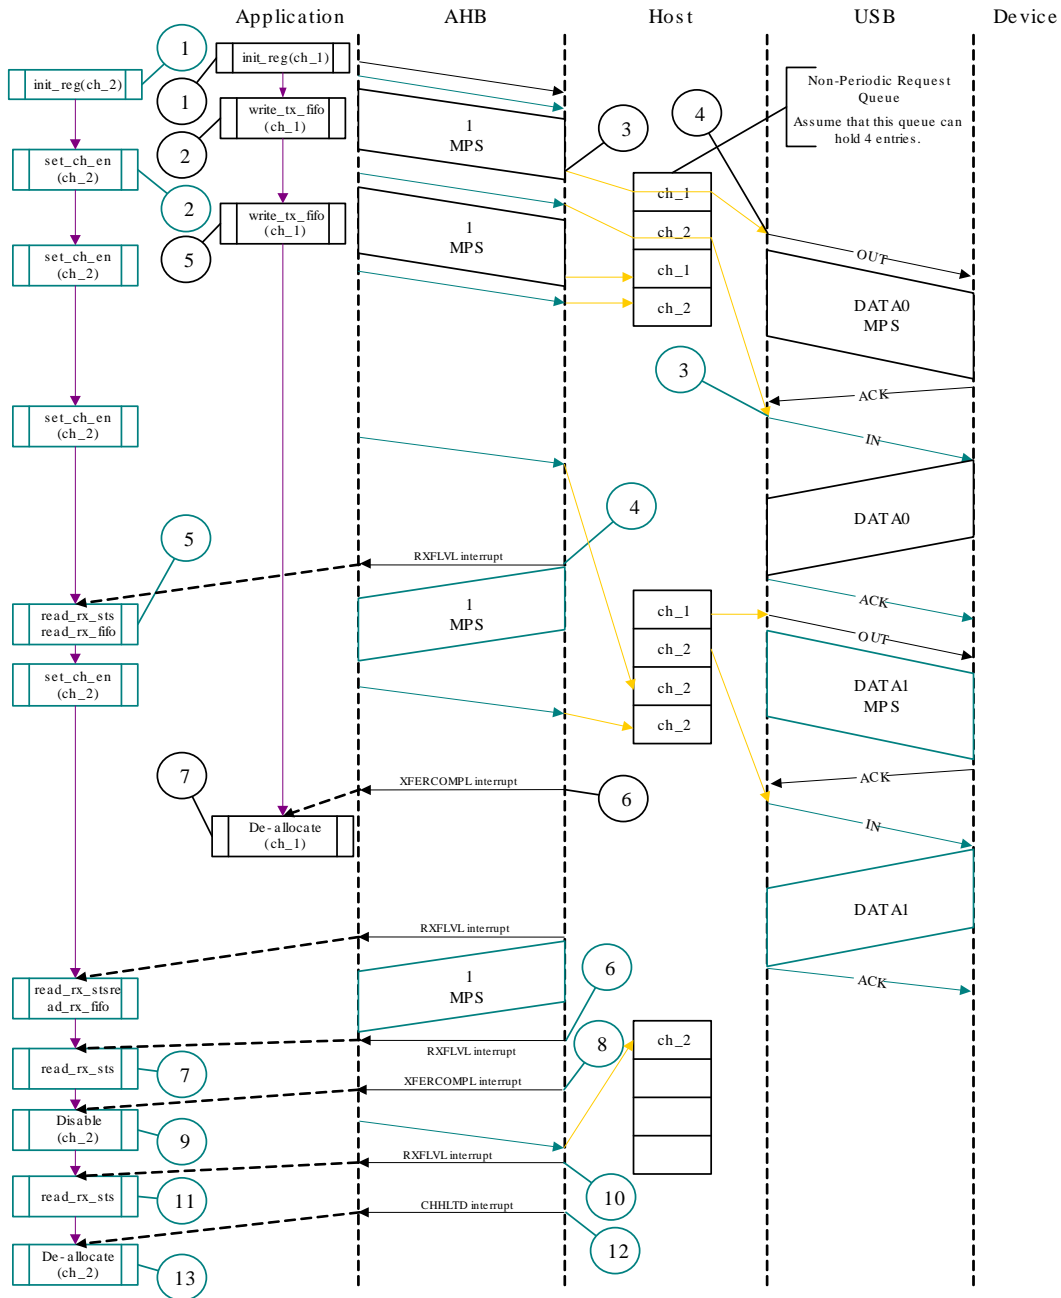 Application AHB Host USB Device
1
init_reg(ch_1)
init_reg(ch_2)
1
Non-Periodic Request
Queue
Assume that this queue can
hold 4 entries.
write_tx_fifo
(ch_1)
1
MPS
3
4
2
set_ch_en
(ch_2)
ch_1
2
write_tx_fifo
(ch_1)
1
MPS
ch_2
5
set_ch_en
(ch_2)
OUT
ch_1
ch_2
DATA0
MPS
3
ACK
set_ch_en
(ch_2)
IN
4
DATA0
5
RXFLVL interrupt
read_rx_sts
read_rx_fifo
1
MPS
ch_1
ACK
OUT
set_ch_en
(ch_2)
ch_2
ch_2
DATA1
MPS
ch_2
7
XFERCOMPL interrupt
6
ACK
De-allocate
(ch_1)
IN
DATA1
RXFLVL interrupt
6
ACK
read_rx_stsre
ad_rx_fifo
1
MPS
ch_2
RXFLVL interrupt
8
read_rx_sts
7
XFERCOMPL interrupt
Disable
(ch_2)
9
RXFLVL interrupt
read_rx_sts
11
10
CHHLTD interrupt
12
De-allocate
(ch_2)
13